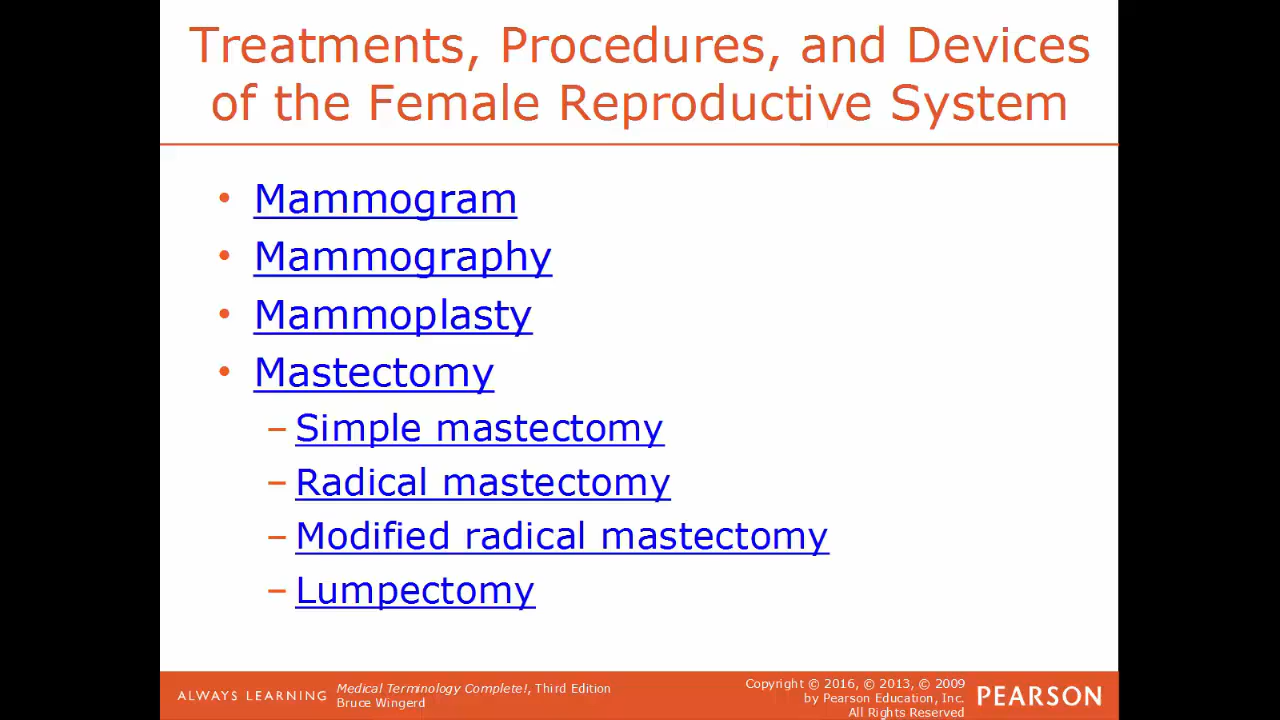 Treatments, Procedures, and Devices
of the Female Reproductive System
• Mammogram
• Mammography
• Mammoplasty
• Mastectomy
– Simple mastectomy
– Radical mastectomy
– Modified radical mastectomy
– Lumpectomy
ALWAYS LEARNING
Medical Terminology Complete!, Third Edition
Bruce Wingerd
Copyright © 2016, © 2013, © 2009
by Pearson Education, Inc.
All Rights Reserved
PEARSON